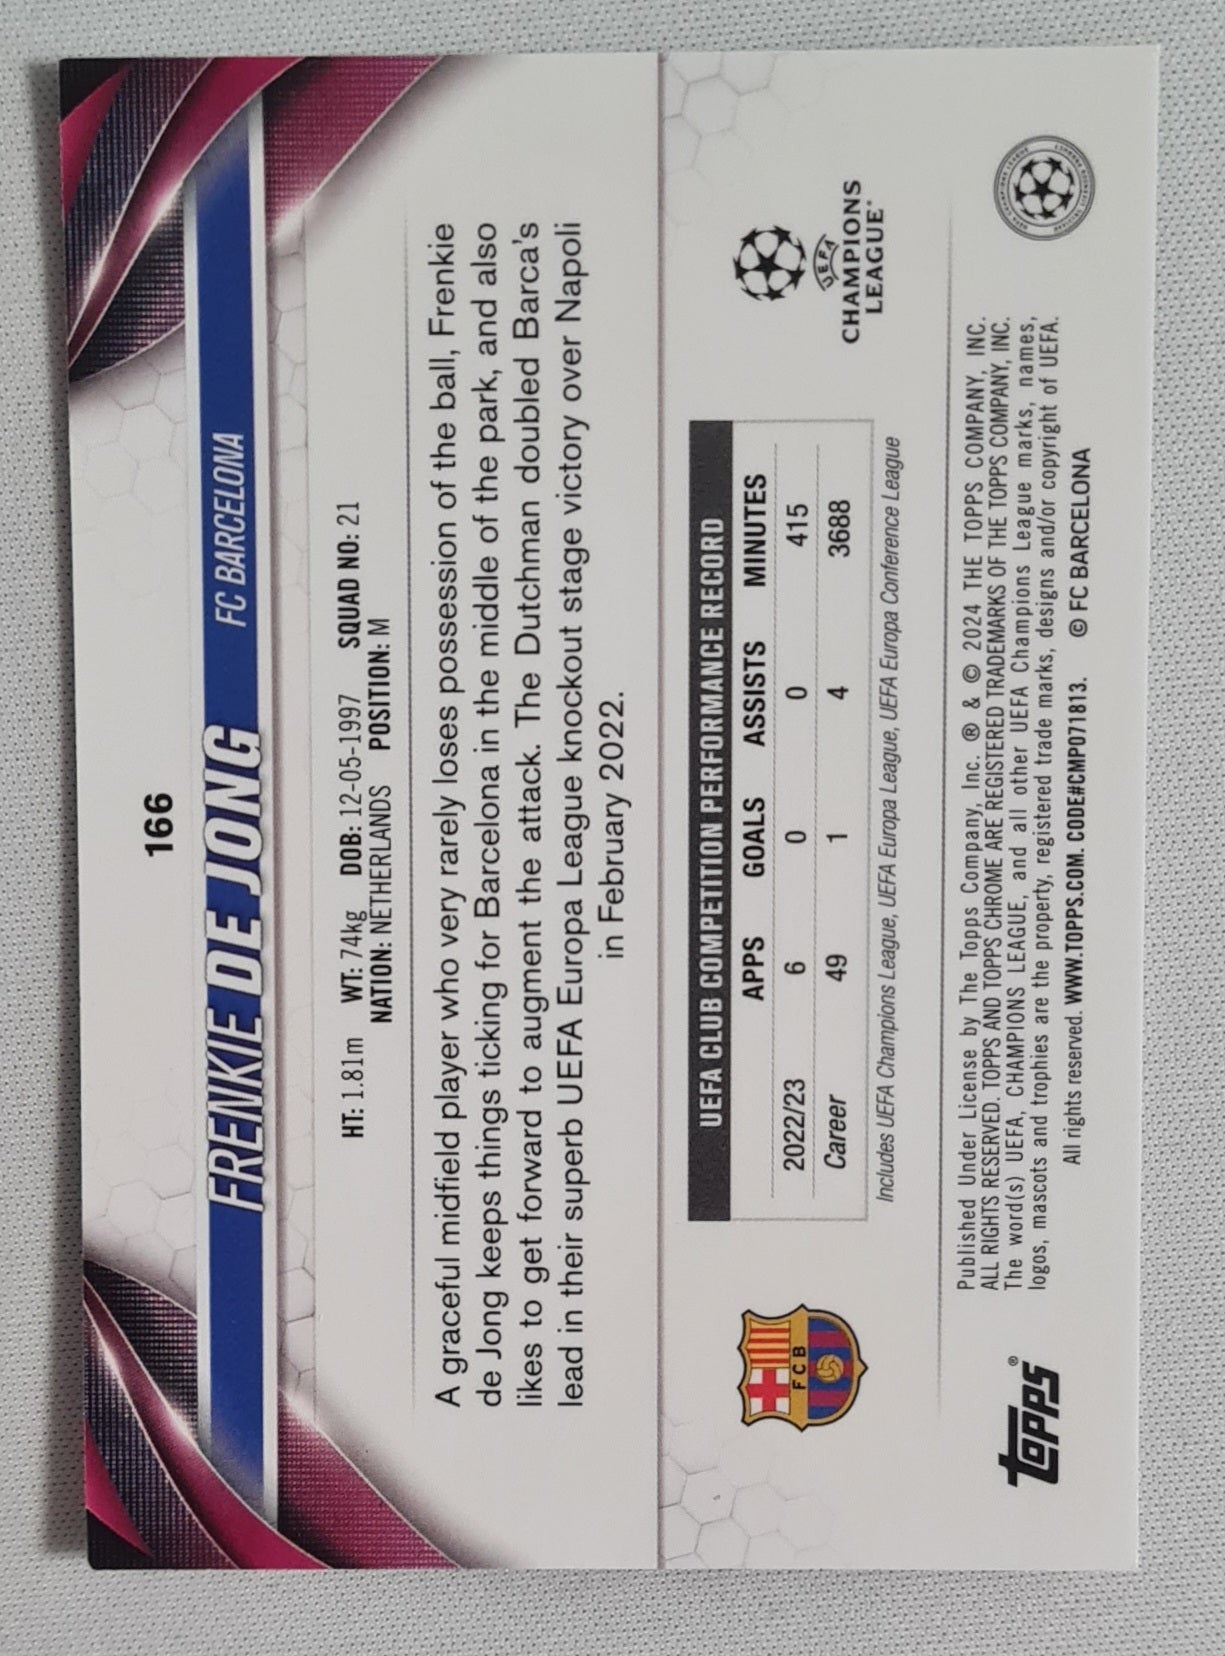 166
FRENKIE DE JONG FC BARCELONA
HT: 1.81m WT: 74kg DOB: 12-05-1997 SQUAD NO: 21
NATION: NETHERLANDS POSITION: M
A graceful midfield player who very rarely loses possession of the ball, Frenkie
de Jong keeps things ticking for Barcelona in the middle of the park, and also
likes to get forward to augment the attack. The Dutchman doubled Barca's
lead in their superb UEFA Europa League knockout stage victory over Napoli
in February 2022.
FCB
UEFA CLUB COMPETITION PERFORMANCE RECORD
APPS GOALS ASSISTS MINUTES
2022/23 6 0 0 415
Career 49 1 4 3688
Includes UEFA Champions League, UEFA Europa League, UEFA Europa Conference League
UEFA
CHAMPIONS
LEAGUE
topps®
Published Under License by The Topps Company, Inc. ® & © 2024 THE TOPPS COMPANY, INC.
ALL RIGHTS RESERVED. TOPPS AND TOPPS CHROME ARE REGISTERED TRADEMARKS OF THE TOPPS COMPANY, INC.
The word(s) UEFA, CHAMPIONS LEAGUE, and all other UEFA Champions League marks, names,
logos, mascots and trophies are the property, registered trade marks, designs and/or copyright of UEFA.
All rights reserved. WWW.TOPPS.COM. CODE#CMP071813. © FC BARCELONA